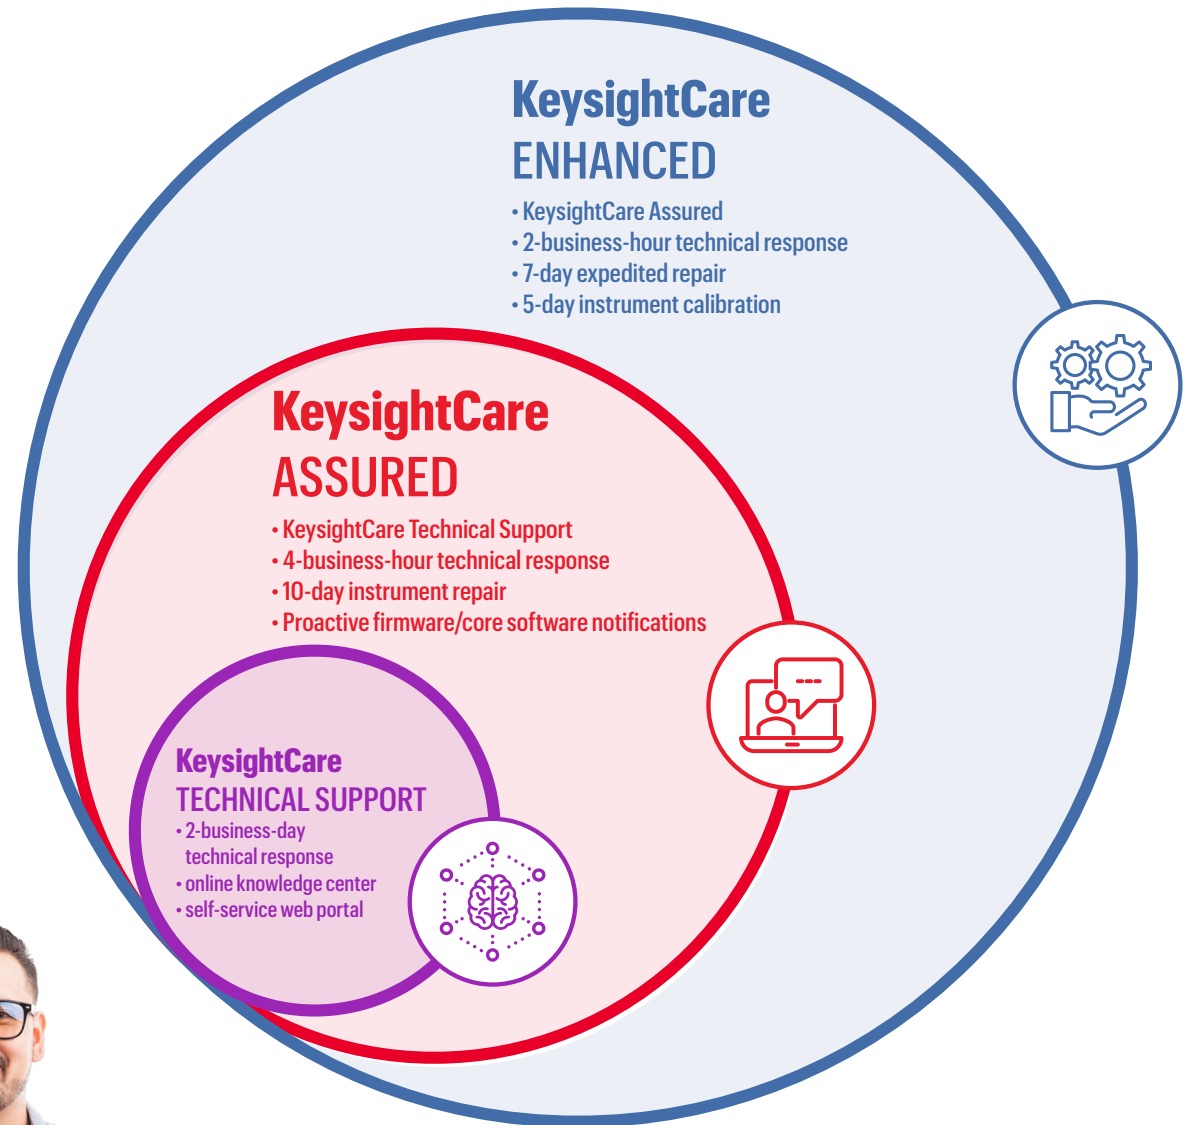 KeysightCare
ENHANCED
• KeysightCare Assured
• 2-business-hour technical response
• 7-day expedited repair
• 5-day instrument calibration
KeysightCare
ASSURED
• KeysightCare Technical Support
• 4-business-hour technical response
• 10-day instrument repair
• Proactive firmware/core software notifications
KeysightCare
TECHNICAL SUPPORT
• 2-business-day
technical response
• online knowledge center
• self-service web portal